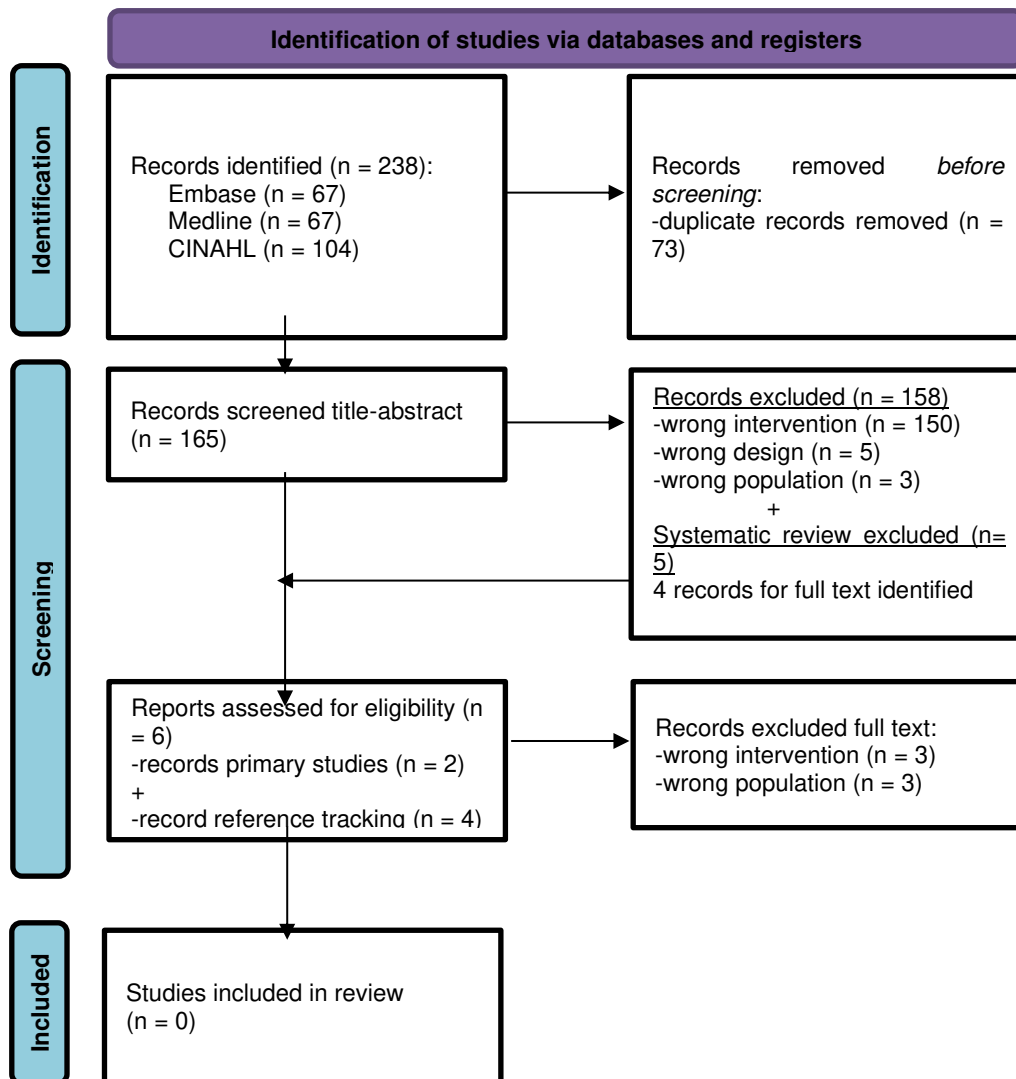 Identification of studies via databases and registers
Identification
Records identified (n = 238):
Embase (n = 67)
Medline (n = 67)
CINAHL (n = 104)
Records removed before
screening:
-duplicate records removed (n =
73)
Screening
Records screened title-abstract
(n = 165)
Records excluded (n = 158)
-wrong intervention (n = 150)
-wrong design (n = 5)
-wrong population (n = 3)
+
Systematic review excluded (n=
5)
4 records for full text identified
Reports assessed for eligibility (n
= 6)
-records primary studies (n = 2)
+
-record reference tracking (n = 4)
Records excluded full text:
-wrong intervention (n = 3)
-wrong population (n = 3)
Included
Studies included in review
(n = 0)